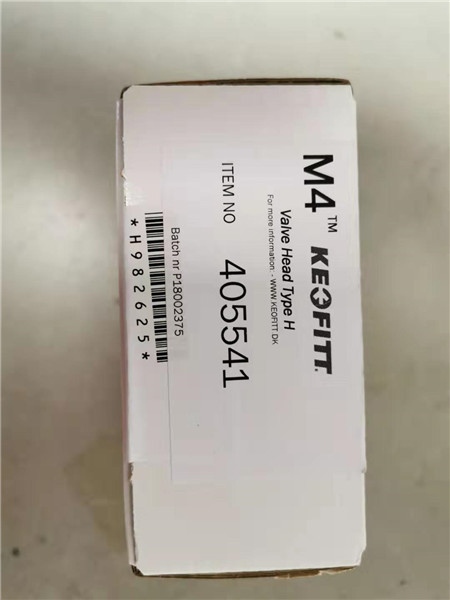 M4™ KEOFITT®
Valve Head Type H
For more information: - WWW.KEOFITT.DK
ITEM NO 405541
Batch nr P18002375
*H982625*